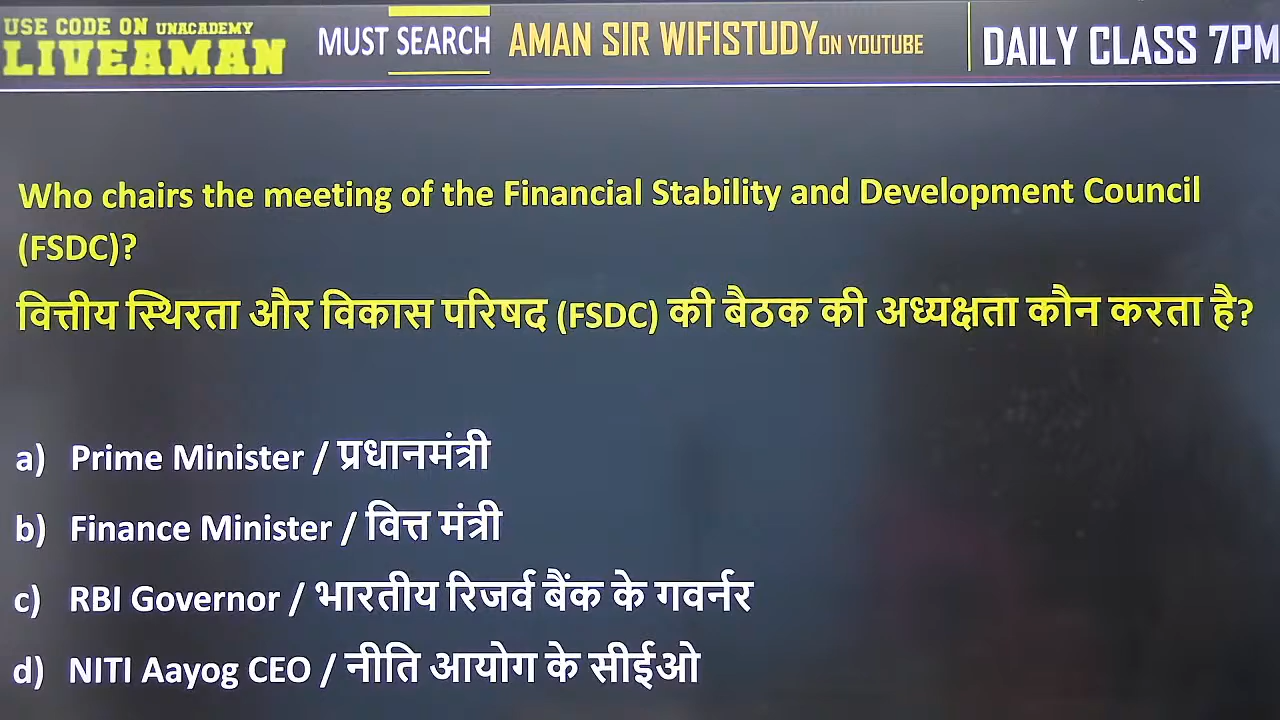 USE CODE ON UNACADEMY
LIVEAMAN
MUST SEARCH AMAN SIR WIFISTUDY ON YOUTUBE
DAILY CLASS 7PM
Who chairs the meeting of the Financial Stability and Development Council
(FSDC)?
वित्तीय स्थिरता और विकास परिषद (FSDC) की बैठक की अध्यक्षता कौन करता है?
a) Prime Minister / प्रधानमंत्री
b) Finance Minister / वित्त मंत्री
c) RBI Governor / भारतीय रिजर्व बैंक के गवर्नर
d) NITI Aayog CEO / नीति आयोग के सीईओ